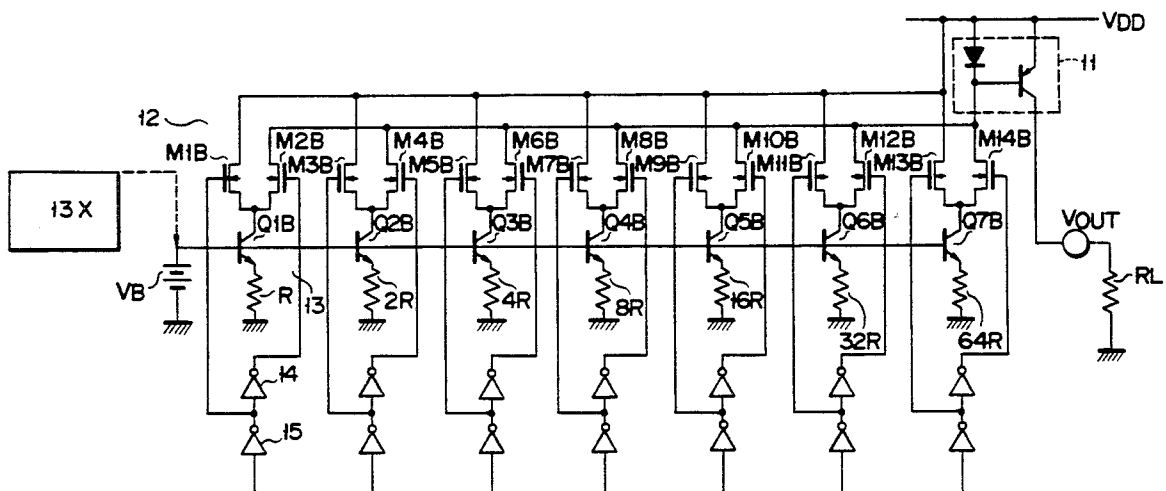 VDD
11
12
M1B
M2B
M3B
M4B
M5B
M6B
M7B
M8B
M9B
M10B
M11B
M12B
M13B
M14B
13X
Q1B
Q2B
Q3B
Q4B
Q5B
Q6B
Q7B
VOUT
VB
R
13
2R
4R
8R
16R
32R
64R
RL
14
15